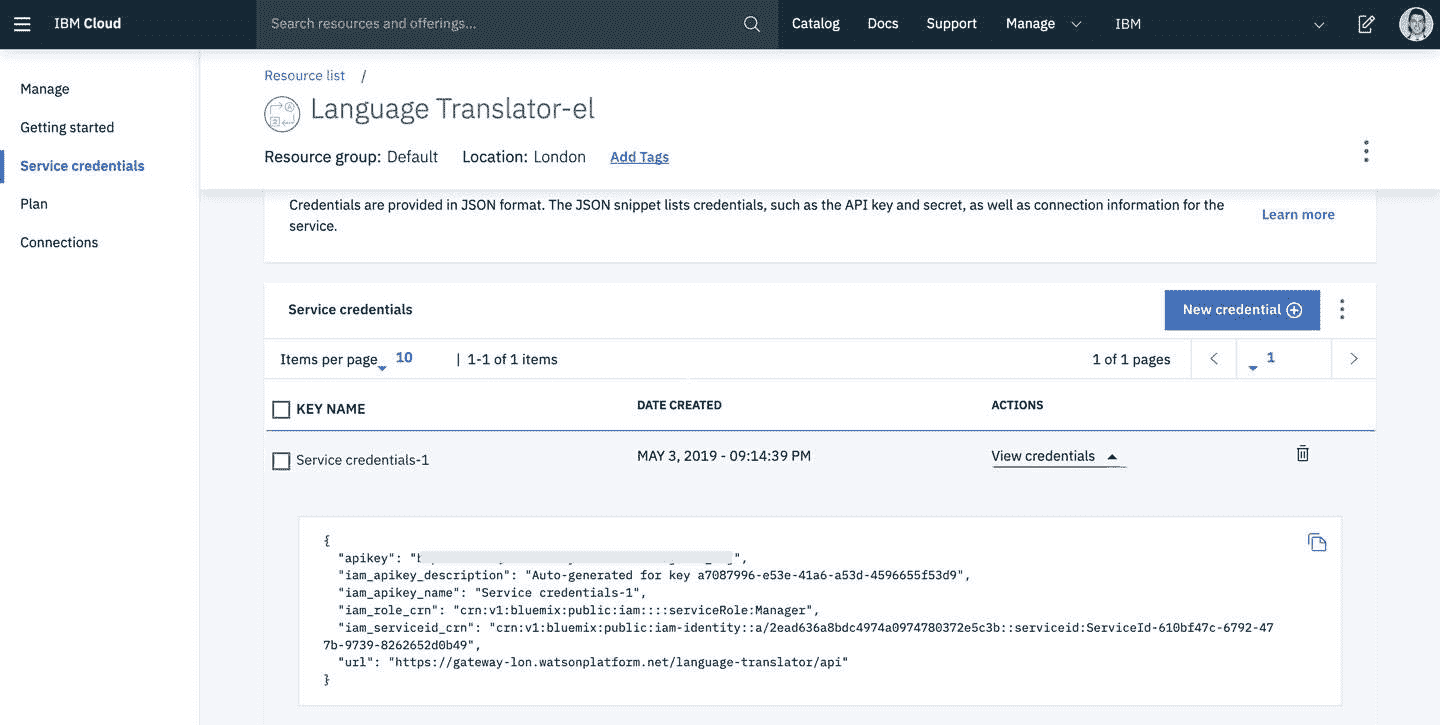 IBM Cloud
Search resources and offerings...
Catalog
Docs
Support
Manage
IBM
Manage
Getting started
Service credentials
Plan
Connections
Resource list /
Language Translator-el
Resource group: Default
Location: London
Add Tags
Credentials are provided in JSON format. The JSON snippet lists credentials, such as the API key and secret, as well as connection information for the
service.
Learn more
Service credentials
New credential
Items per page 10 | 1-1 of 1 items
1 of 1 pages < 1 >
KEY NAME DATE CREATED ACTIONS
Service credentials-1 MAY 3, 2019 - 09:14:39 PM View credentials
{
"apikey": " ",
"iam_apikey_description": "Auto-generated for key a7087996-e53e-41a6-a53d-4596655f53d9",
"iam_apikey_name": "Service credentials-1",
"iam_role_crn": "crn:v1:bluemix:public:iam::::serviceRole:Manager",
"iam_serviceid_crn": "crn:v1:bluemix:public:iam-identity::a/2ead636a8bdc4974a0974780372e5c3b::serviceid:ServiceId-610bf47c-6792-47
7b-9739-8262652d0b49",
"url": "https://gateway-lon.watsonplatform.net/language-translator/api"
}